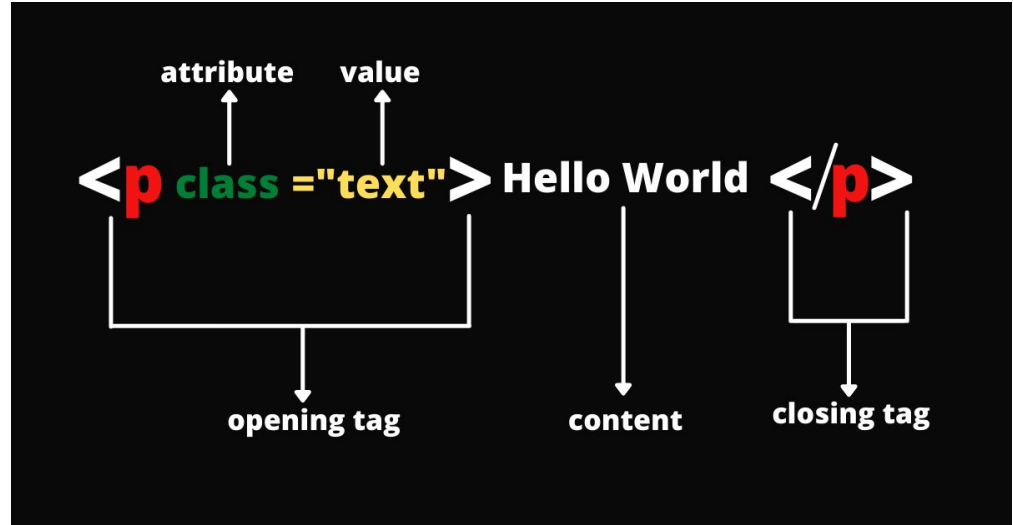 attribute value
<p class ="text"> Hello World </p>
opening tag content closing tag